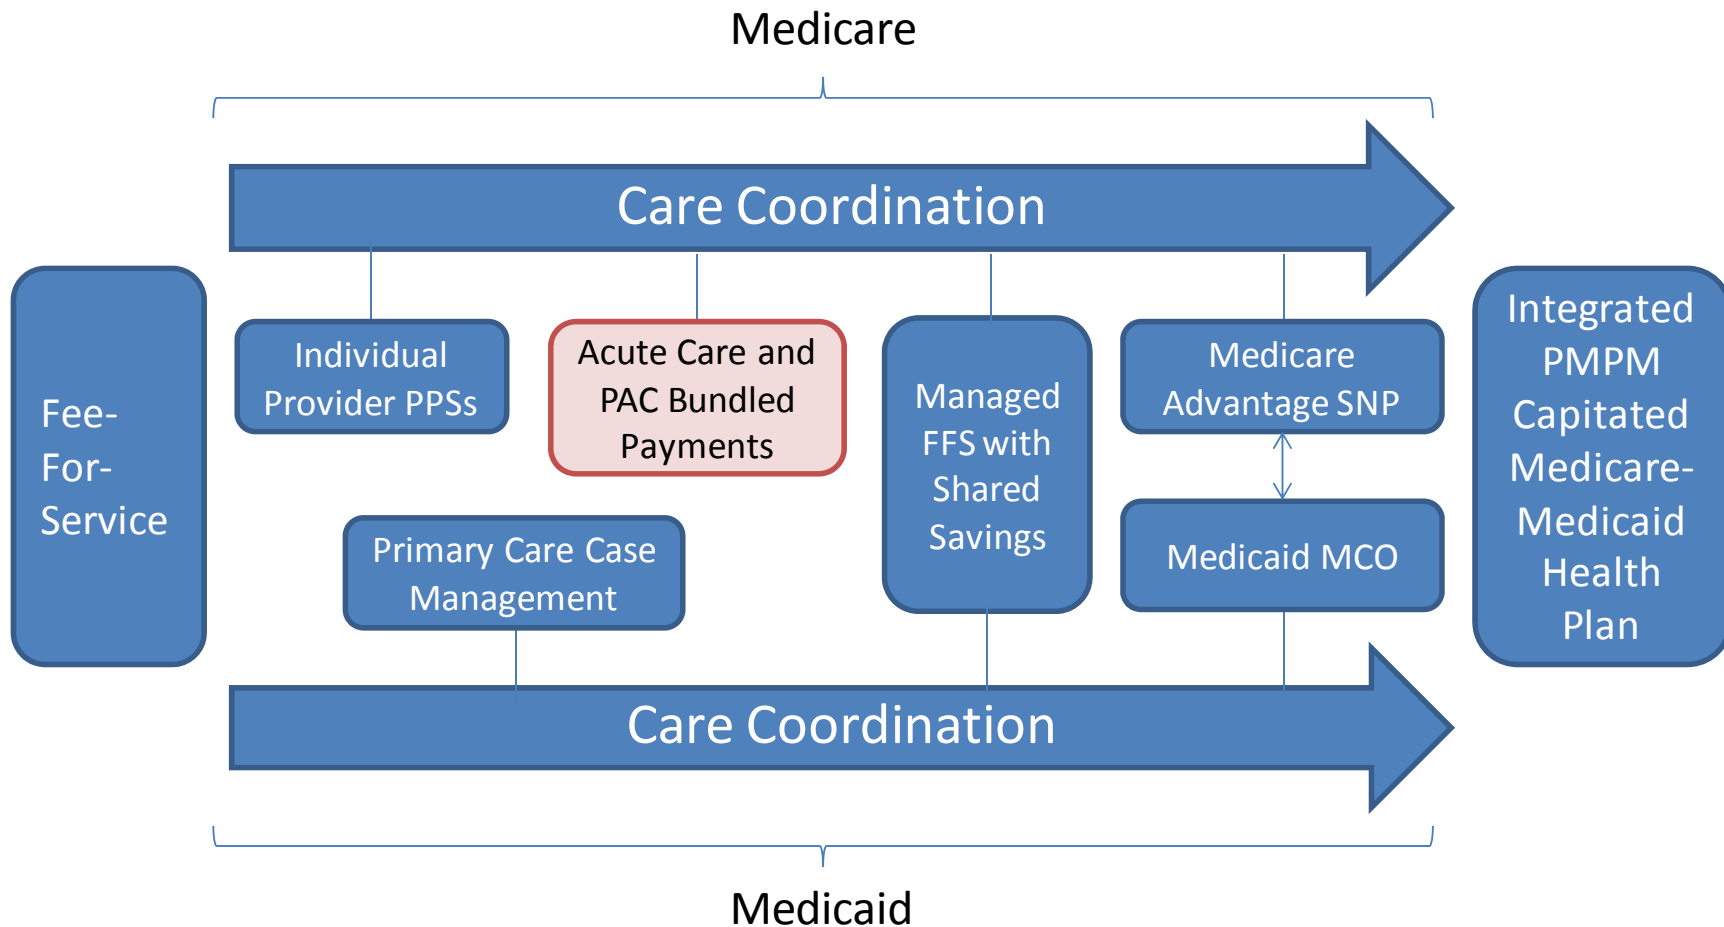 Medicare
Care Coordination
Fee-
For-
Service
Individual
Provider PPSs
Acute Care and
PAC Bundled
Payments
Primary Care Case
Management
Managed
FFS with
Shared
Savings
Medicare
Advantage SNP
Medicaid MCO
Integrated
PMPM
Capitated
Medicare-
Medicaid
Health
Plan
Care Coordination
Medicaid